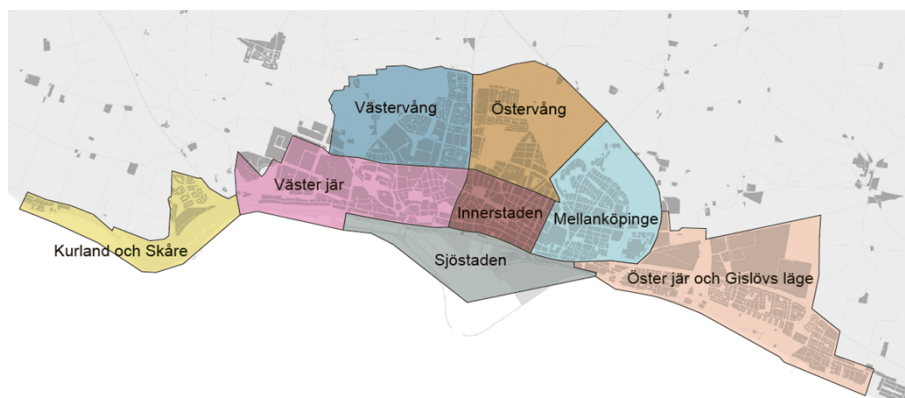 Västervång
Östervång
Väster jär
Innerstaden
Mellanköpinge
Kurland och Skåre
Sjöstaden
Öster jär och Gislövs läge